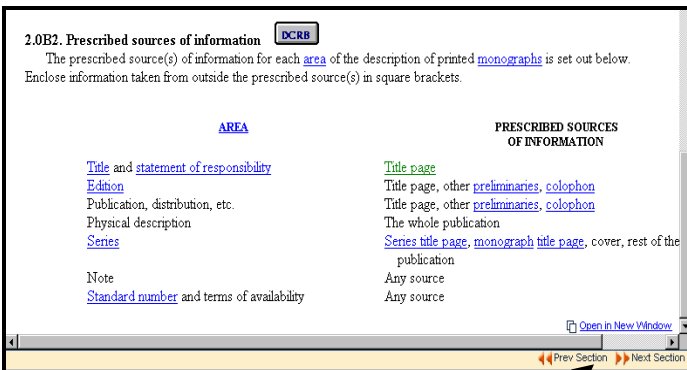 2.0B2. Prescribed sources of information DCRB
The prescribed source(s) of information for each area of the description of printed monographs is set out below.
Enclose information taken from outside the prescribed source(s) in square brackets.
AREA PRESCRIBED SOURCES
OF INFORMATION
Title and statement of responsibility Title page
Edition Title page, other preliminaries, colophon
Publication, distribution, etc. Title page, other preliminaries, colophon
Physical description The whole publication
Series Series title page, monograph title page, cover, rest of the
publication
Note Any source
Standard number and terms of availability Any source
Open in New Window
Prev Section Next Section